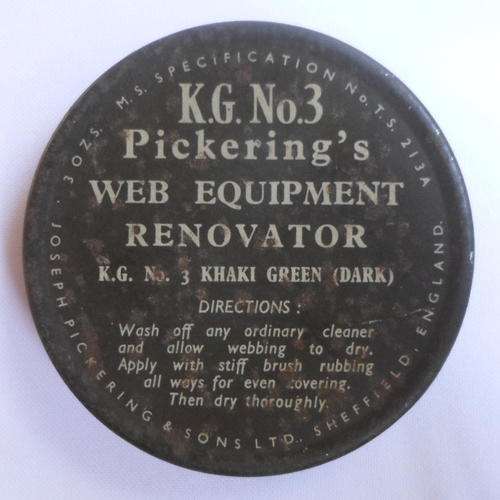 3 OZS. M.S. SPECIFICATION No. T.S. 213A
K.G. No.3
Pickering's
WEB EQUIPMENT
RENOVATOR
K.G. No. 3 KHAKI GREEN (DARK)
DIRECTIONS :
Wash off any ordinary cleaner
and allow webbing to dry.
Apply with stiff brush rubbing
all ways for even covering.
Then dry thoroughly.
JOSEPH PICKERING & SONS LTD., SHEFFIELD, ENGLAND.